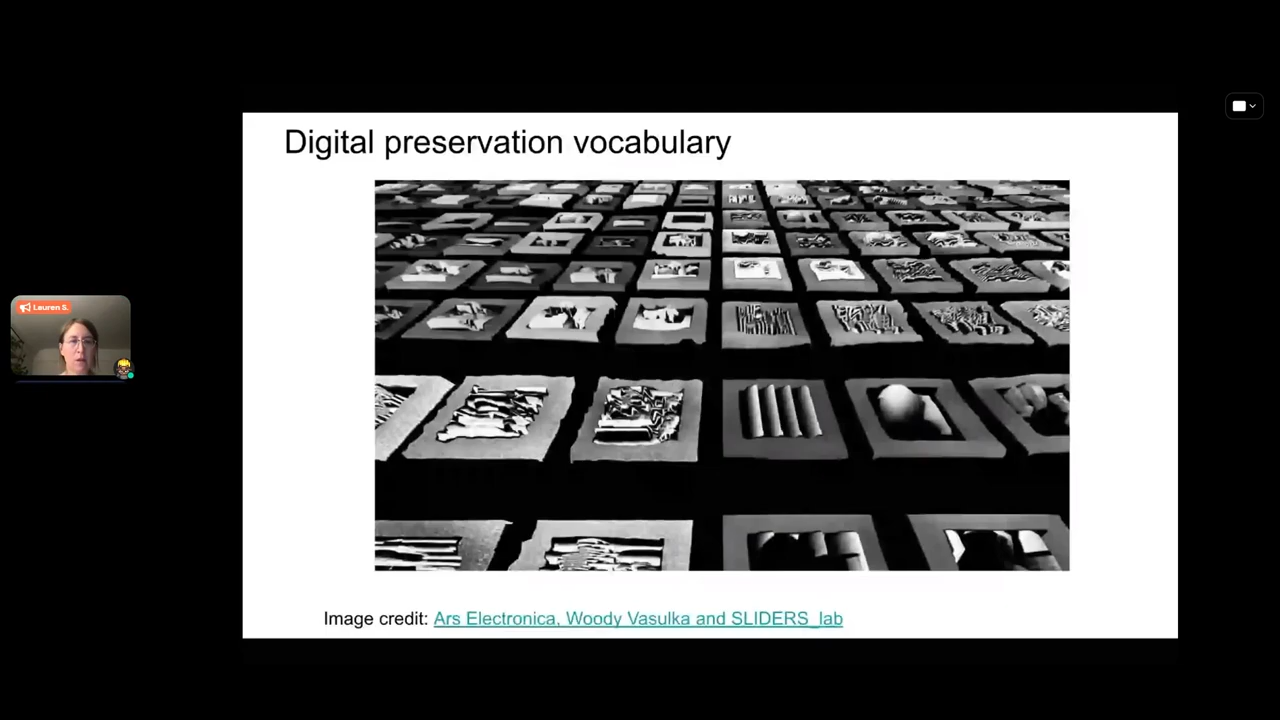 Digital preservation vocabulary
Lauren S.
Image credit: Ars Electronica, Woody Vasulka and SLIDERS_lab